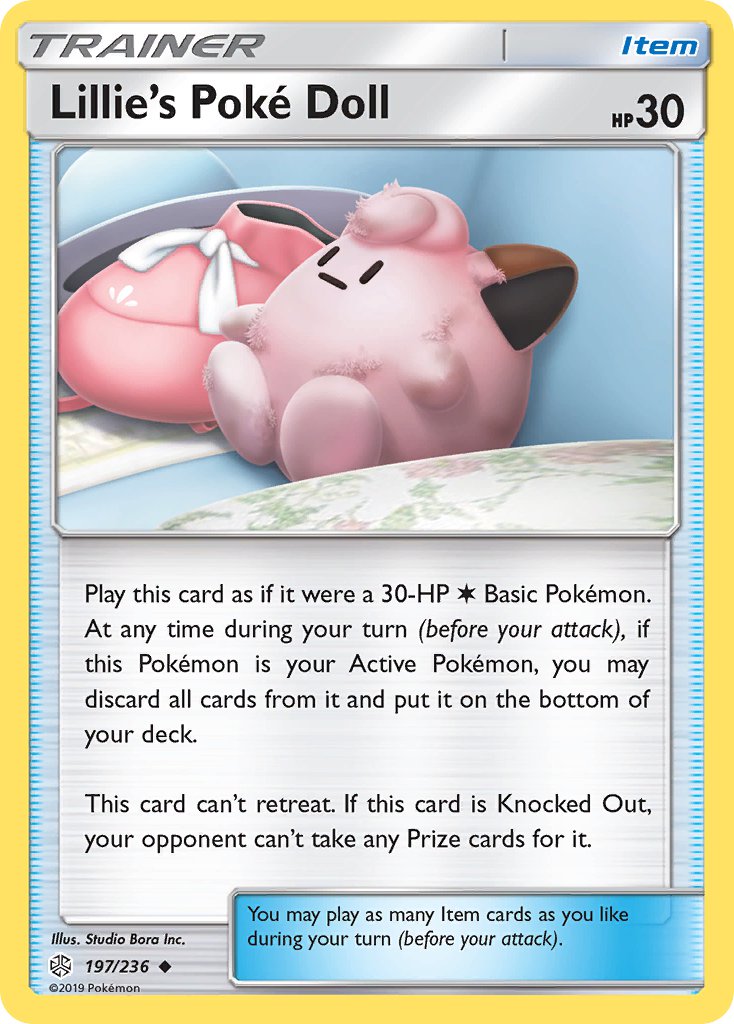 TRAINER
Item
Lillie's Poké Doll
HP30
Play this card as if it were a 30-HP ✶ Basic Pokémon.
At any time during your turn (before your attack), if
this Pokémon is your Active Pokémon, you may
discard all cards from it and put it on the bottom of
your deck.
This card can't retreat. If this card is Knocked Out,
your opponent can't take any Prize cards for it.
You may play as many Item cards as you like
during your turn (before your attack).
Illus. Studio Bora Inc.
197/236 ◆
©2019 Pokémon